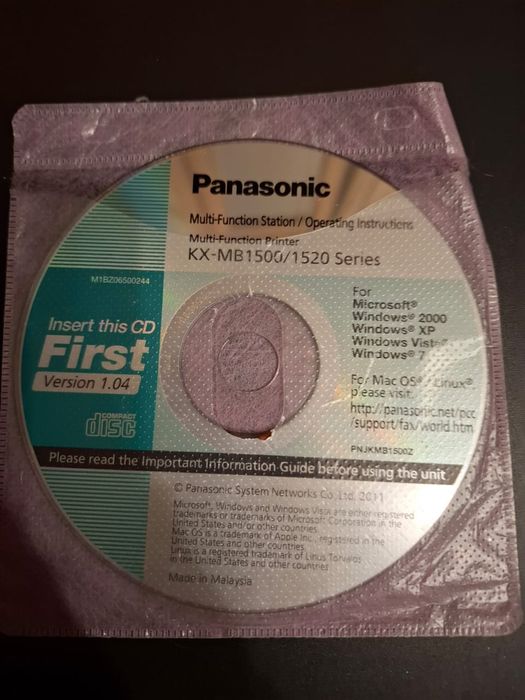 Panasonic
Multi-Function Station / Operating Instructions
Multi-Function Printer
KX-MB1500/1520 Series
M1BZ06500244
Insert this CD
First
Version 1.04
COMPACT
disc
For
Microsoft®
Windows® 2000
Windows® XP
Windows Vista®
Windows® 7
For Mac OS® / Linux®
please visit:
http://panasonic.net/pcc
/support/fax/world.htm
PNJKMB1500Z
Please read the Important Information Guide before using the unit
© Panasonic System Networks Co., Ltd. 2011
Microsoft, Windows and Windows Vista are either registered
trademarks or trademarks of Microsoft Corporation in the
United States and/or other countries.
Mac OS is a trademark of Apple Inc., registered in the
United States and other countries.
Linux is a registered trademark of Linus Torvalds
in the United States and other countries.
Made in Malaysia